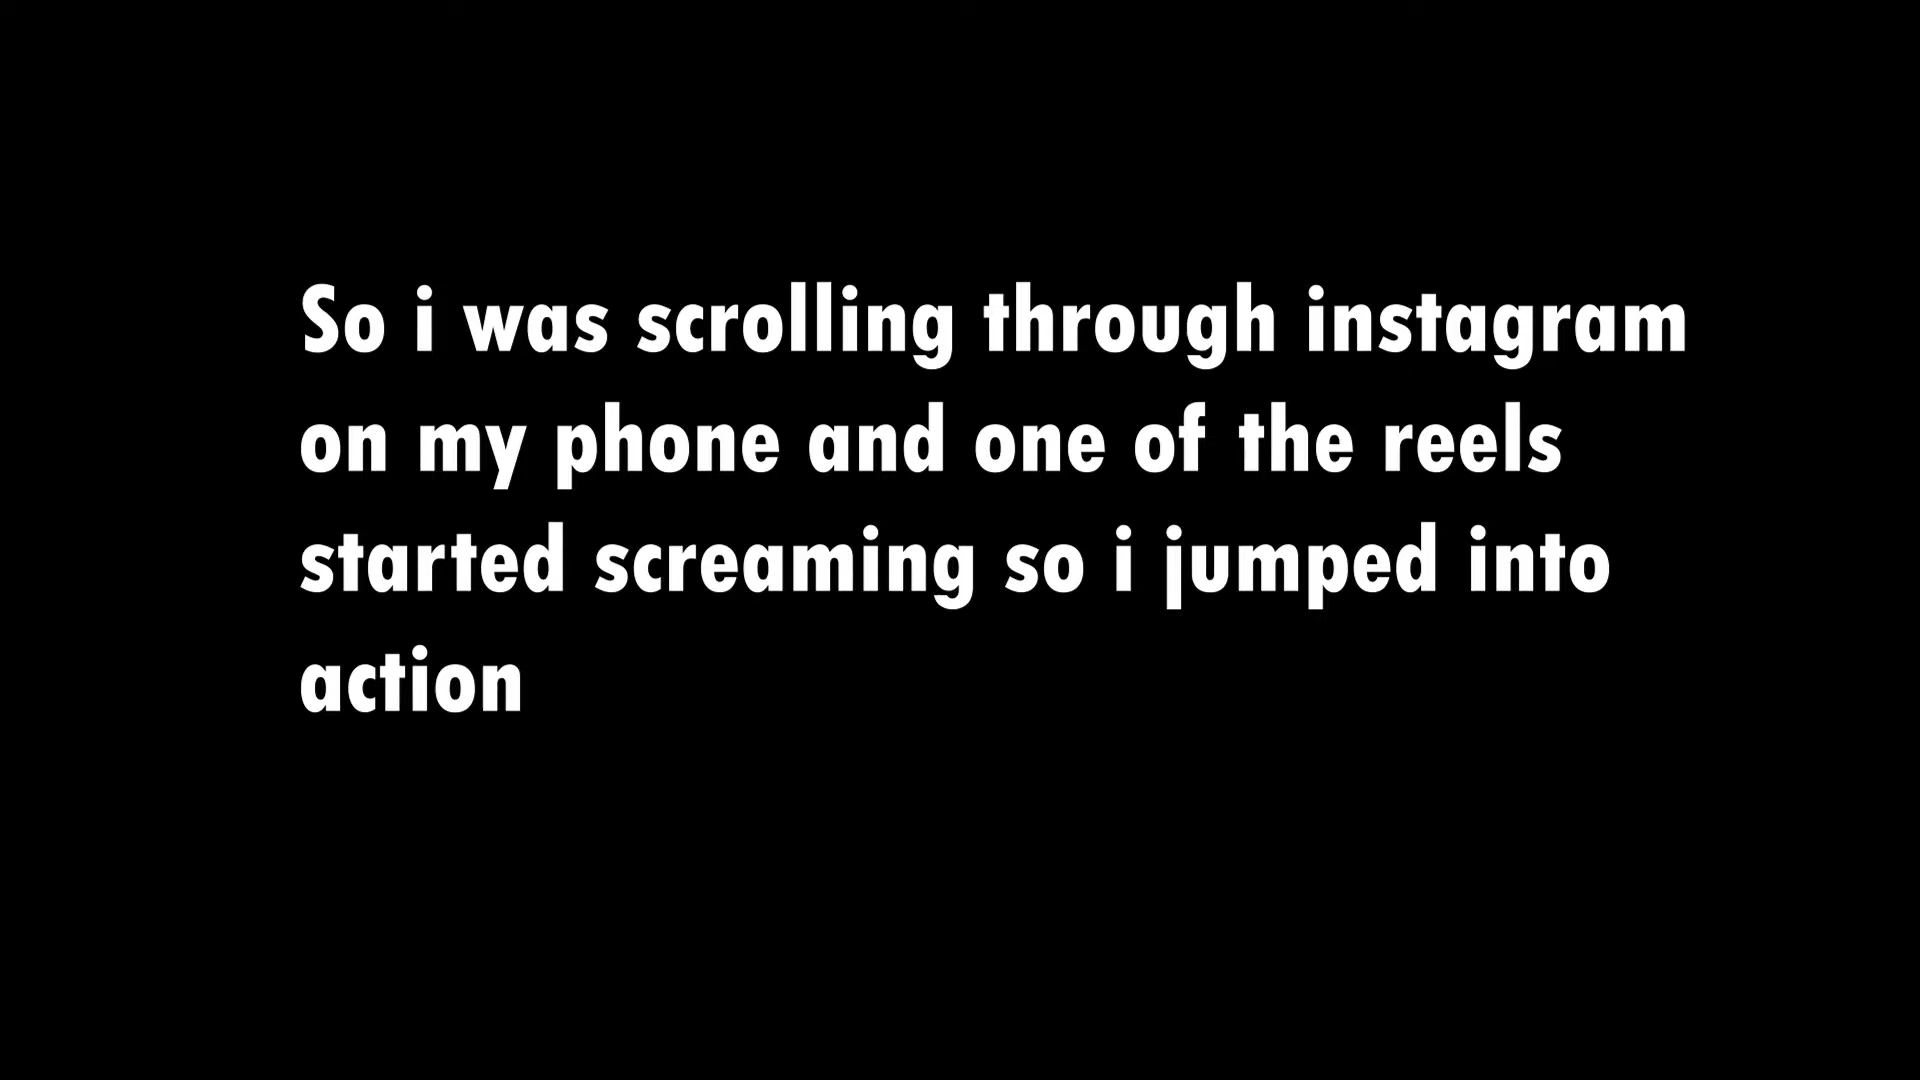 So i was scrolling through instagram
on my phone and one of the reels
started screaming so i jumped into
action